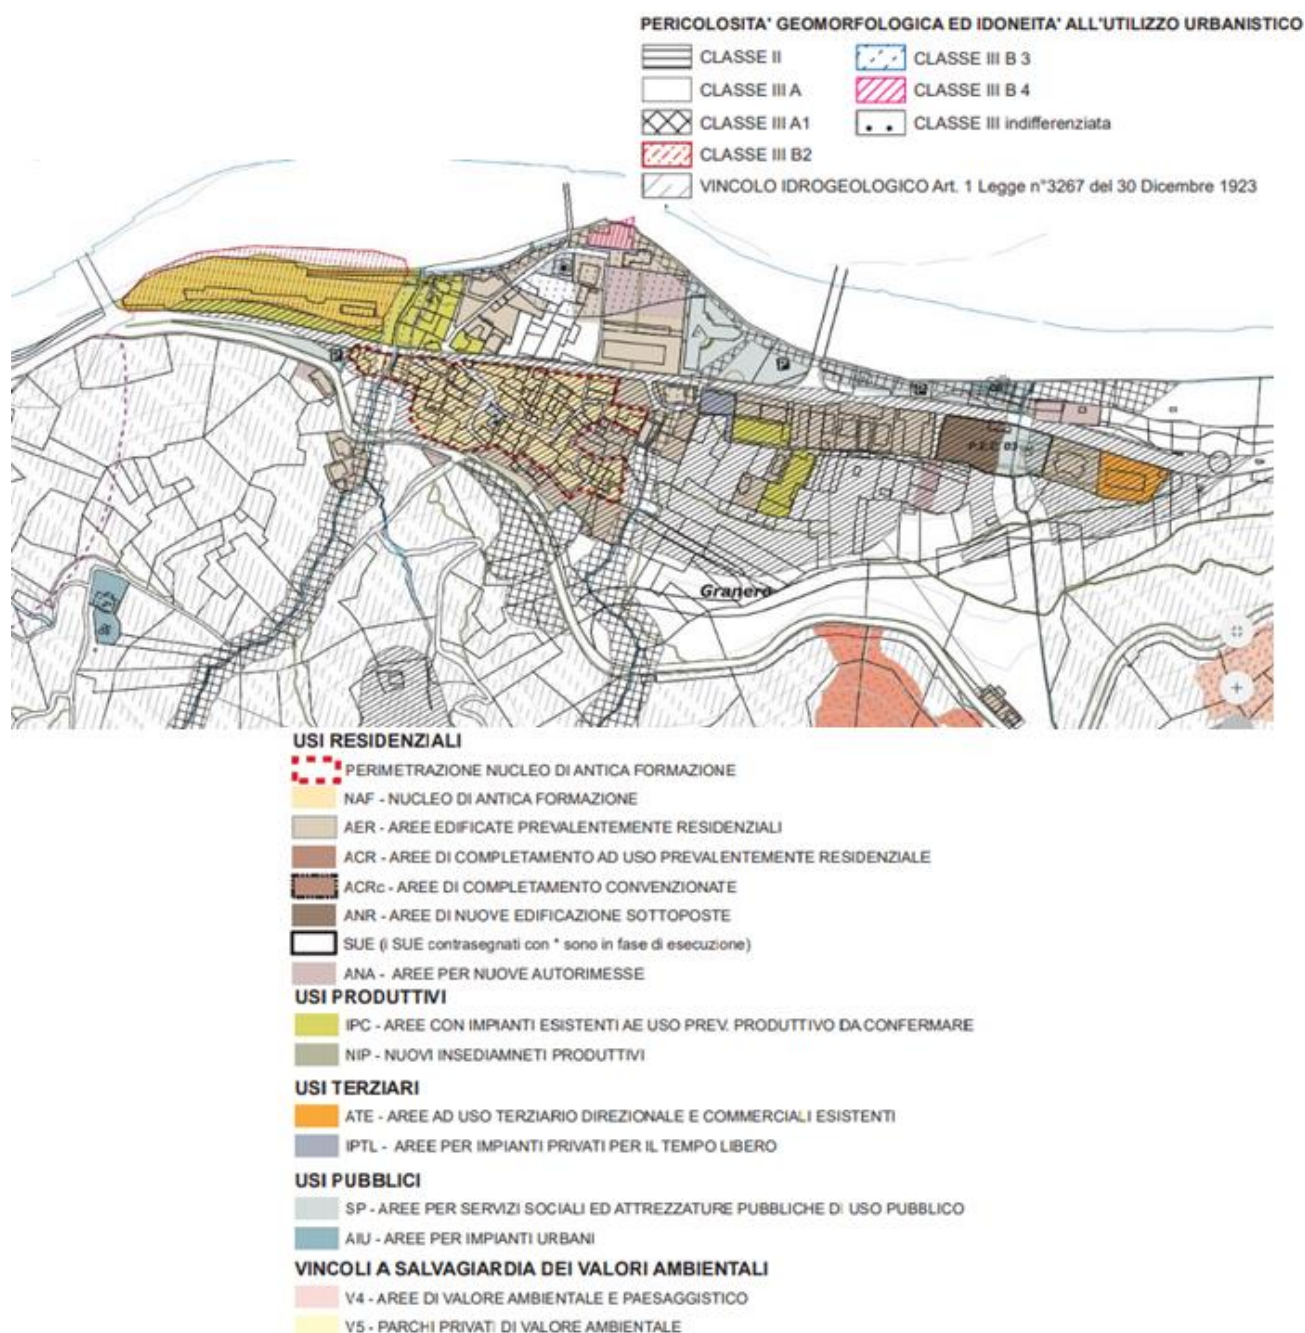 PERICOLOSITA' GEOMORFOLOGICA ED IDONEITA' ALL'UTILIZZO URBANISTICO
CLASSE II
CLASSE III B 3
CLASSE III A
CLASSE III B 4
CLASSE III A1
CLASSE III indifferenziata
CLASSE III B2
VINCOLO IDROGEOLOGICO Art. 1 Legge n°3267 del 30 Dicembre 1923
P
P
P
P.E.C. 03
Granero
USI RESIDENZIALI
PERIMETRAZIONE NUCLEO DI ANTICA FORMAZIONE
NAF - NUCLEO DI ANTICA FORMAZIONE
AER - AREE EDIFICATE PREVALENTEMENTE RESIDENZIALI
ACR - AREE DI COMPLETAMENTO AD USO PREVALENTEMENTE RESIDENZIALE
ACRc - AREE DI COMPLETAMENTO CONVENZIONATE
ANR - AREE DI NUOVE EDIFICAZIONE SOTTOPOSTE
SUE (i SUE contrasegnati con * sono in fase di esecuzione)
ANA - AREE PER NUOVE AUTORIMESSE
USI PRODUTTIVI
IPC - AREE CON IMPIANTI ESISTENTI AE USO PREV. PRODUTTIVO DA CONFERMARE
NIP - NUOVI INSEDIAMNETI PRODUTTIVI
USI TERZIARI
ATE - AREE AD USO TERZIARIO DIREZIONALE E COMMERCIALI ESISTENTI
IPTL - AREE PER IMPIANTI PRIVATI PER IL TEMPO LIBERO
USI PUBBLICI
SP - AREE PER SERVIZI SOCIALI ED ATTREZZATURE PUBBLICHE DI USO PUBBLICO
AIU - AREE PER IMPIANTI URBANI
VINCOLI A SALVAGIARDIA DEI VALORI AMBIENTALI
V4 - AREE DI VALORE AMBIENTALE E PAESAGGISTICO
V5 - PARCHI PRIVATI DI VALORE AMBIENTALE